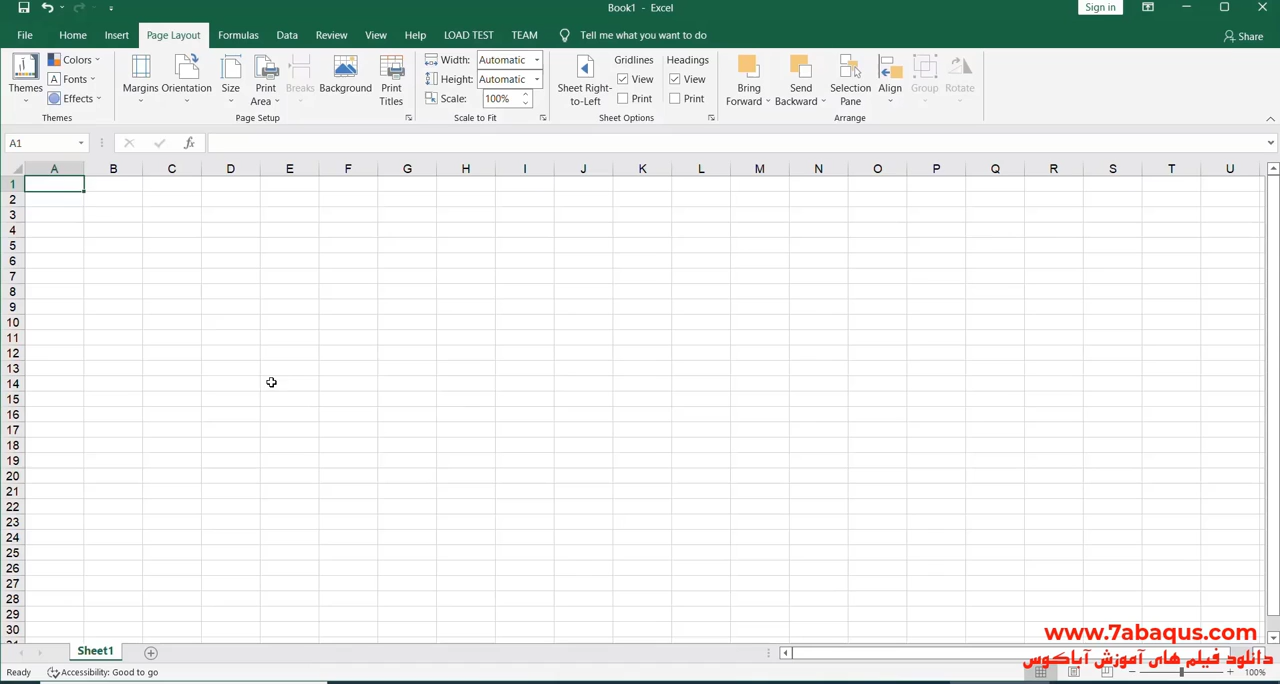 Book1 - Excel
Sign in
File Home Insert Page Layout Formulas Data Review View Help LOAD TEST TEAM Tell me what you want to do
Share
Themes
Colors
Fonts
Effects
Themes
Margins Orientation Size Print Area Breaks Background Print Titles
Page Setup
Width: Automatic
Height: Automatic
Scale: 100%
Scale to Fit
Sheet Right-to-Left
Gridlines
View
Print
Headings
View
Print
Sheet Options
Bring Forward Send Backward Selection Pane Align Group Rotate
Arrange
A1 fx
A B C D E F G H I J K L M N O P Q R S T U
1
2
3
4
5
6
7
8
9
10
11
12
13
14
15
16
17
18
19
20
21
22
23
24
25
26
27
28
29
30
www.7abaqus.com
دانلود فیلم های آموزش آباکوس
Sheet1
Ready Accessibility: Good to go 100%